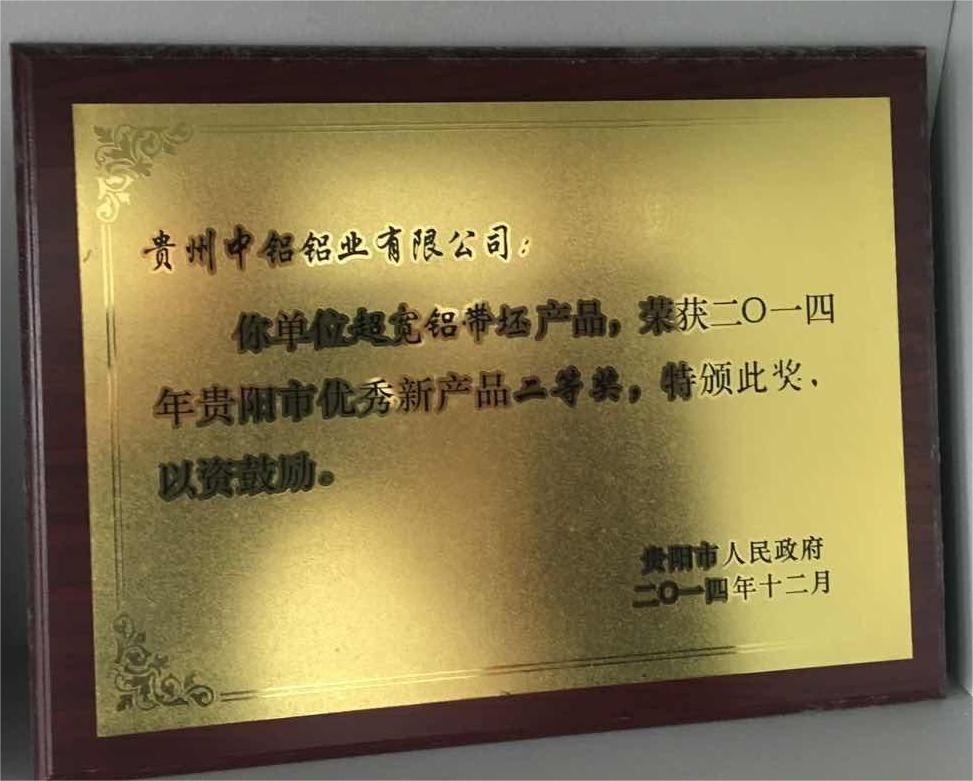 贵州中铝铝业有限公司：
你单位超宽铝带坯产品，荣获二〇一四
年贵阳市优秀新产品二等奖，特颁此奖，
以资鼓励。
贵阳市人民政府
二〇一四年十二月